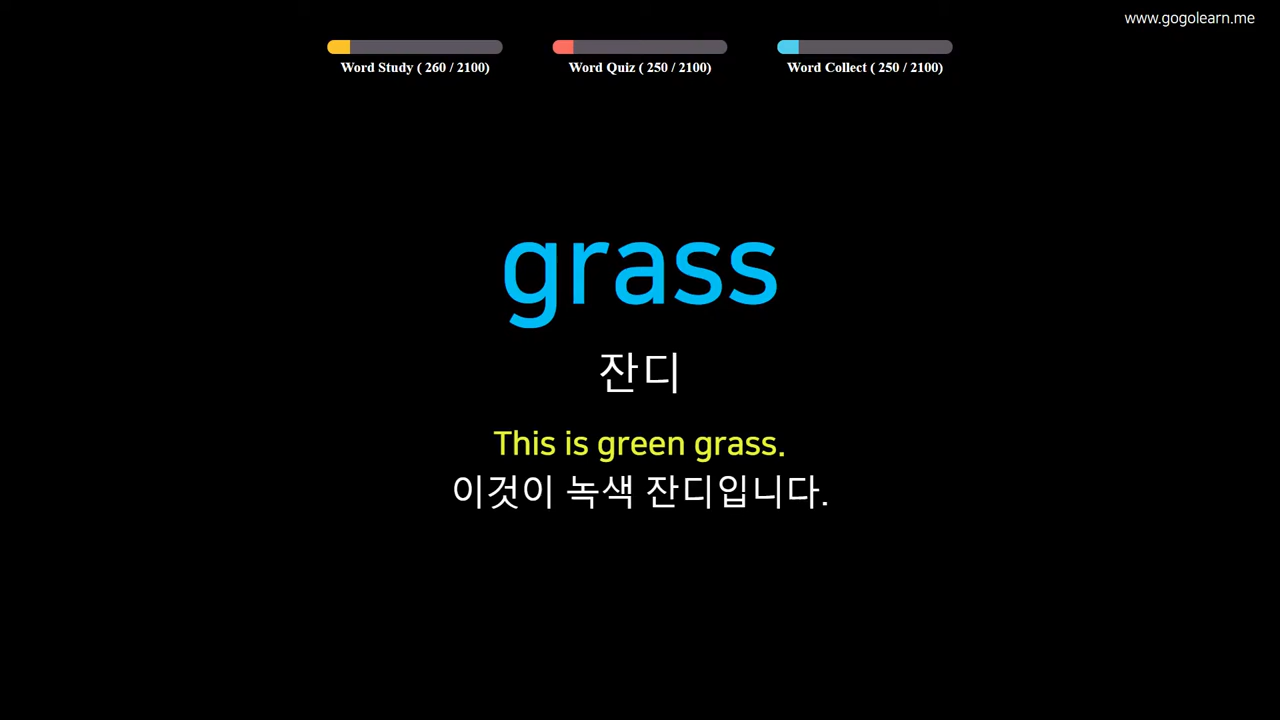 www.gogolearn.me
Word Study ( 260 / 2100)
Word Quiz ( 250 / 2100)
Word Collect ( 250 / 2100)
grass
잔디
This is green grass.
이것이 녹색 잔디입니다.